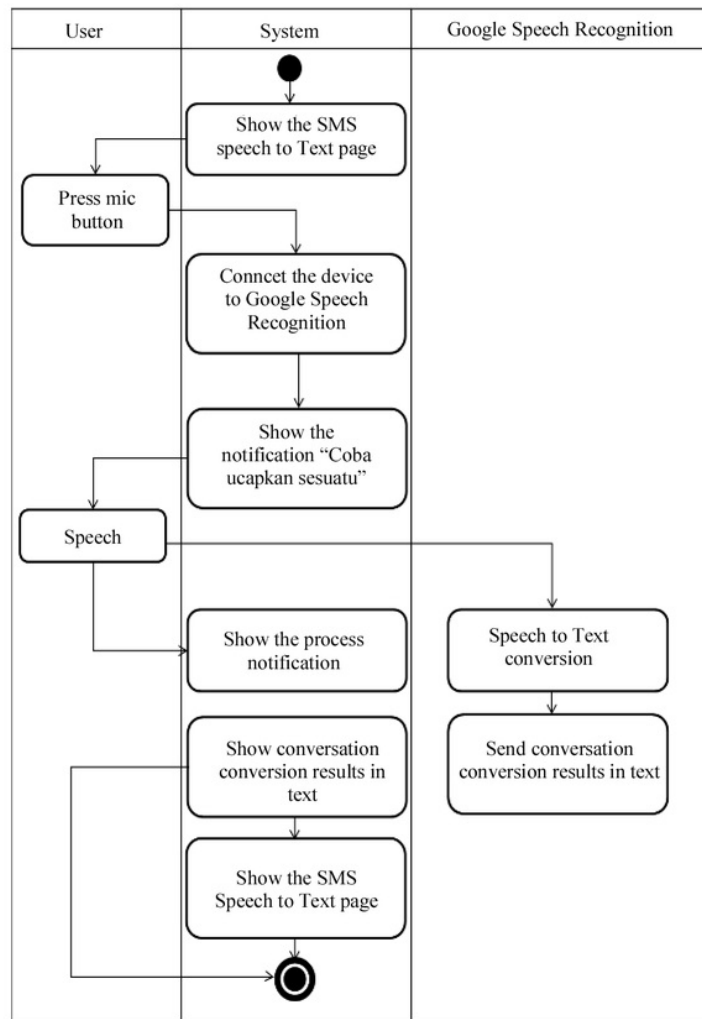 User
System
Google Speech Recognition
Show the SMS
speech to Text page
Press mic
button
Conncet the device
to Google Speech
Recognition
Show the
notification “Coba
ucapkan sesuatu”
Speech
Show the process
notification
Speech to Text
conversion
Show conversation
conversion results in
text
Send conversation
conversion results in text
Show the SMS
Speech to Text page